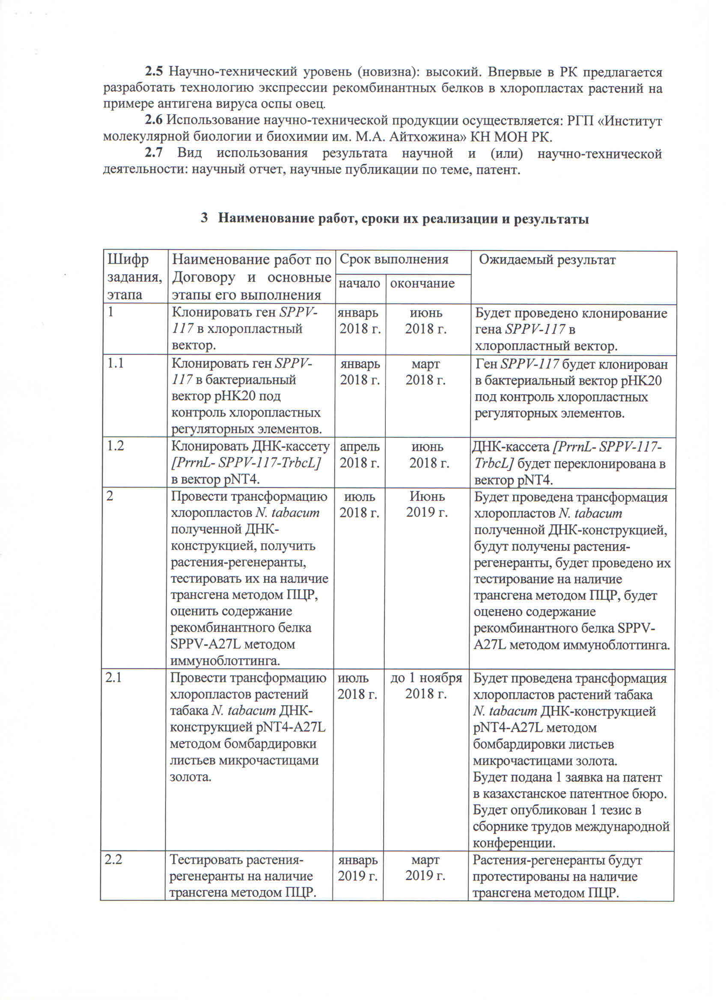 2.5 Научно-технический уровень (новизна): высокий. Впервые в РК предлагается
разработать технологию экспрессии рекомбинантных белков в хлоропластах растений на
примере антигена вируса оспы овец.
2.6 Использование научно-технической продукции осуществляется: РГП «Институт
молекулярной биологии и биохимии им. М.А. Айтхожина» КН МОН РК.
2.7 Вид использования результата научной и (или) научно-технической
деятельности: научный отчет, научные публикации по теме, патент.
3 Наименование работ, сроки их реализации и результаты
Шифр
задания,
этапа
Наименование работ по
Договору и основные
этапы его выполнения
Срок выполнения
начало
окончание
Ожидаемый результат
1
Клонировать ген SPPV-
117 в хлоропластный
вектор.
январь
2018 г.
июнь
2018 г.
Будет проведено клонирование
гена SPPV-117 в
хлоропластный вектор.
1.1
Клонировать ген SPPV-
117 в бактериальный
вектор pHK20 под
контроль хлоропластных
регуляторных элементов.
январь
2018 г.
март
2018 г.
Ген SPPV-117 будет клонирован
в бактериальный вектор pHK20
под контроль хлоропластных
регуляторных элементов.
1.2
Клонировать ДНК-кассету
[PrrnL- SPPV-117-TrbcL]
в вектор pNT4.
апрель
2018 г.
июнь
2018 г.
ДНК-кассета [PrrnL- SPPV-117-
TrbcL] будет переклонирована в
вектор pNT4.
2
Провести трансформацию
хлоропластов N. tabacum
полученной ДНК-
конструкцией, получить
растения-регенеранты,
тестировать их на наличие
трансгена методом ПЦР,
оценить содержание
рекомбинантного белка
SPPV-A27L методом
иммуноблоттинга.
июль
2018 г.
Июнь
2019 г.
Будет проведена трансформация
хлоропластов N. tabacum
полученной ДНК-конструкцией,
будут получены растения-
регенеранты, будет проведено их
тестирование на наличие
трансгена методом ПЦР, будет
оценено содержание
рекомбинантного белка SPPV-
A27L методом иммуноблоттинга.
2.1
Провести трансформацию
хлоропластов растений
табака N. tabacum ДНК-
конструкцией pNT4-A27L
методом бомбардировки
листьев микрочастицами
золота.
июль
2018 г.
до 1 ноября
2018 г.
Будет проведена трансформация
хлоропластов растений табака
N. tabacum ДНК-конструкцией
pNT4-A27L методом
бомбардировки листьев
микрочастицами золота.
Будет подана 1 заявка на патент
в казахстанское патентное бюро.
Будет опубликован 1 тезис в
сборнике трудов международной
конференции.
2.2
Тестировать растения-
регенеранты на наличие
трансгена методом ПЦР.
январь
2019 г.
март
2019 г.
Растения-регенеранты будут
протестированы на наличие
трансгена методом ПЦР.